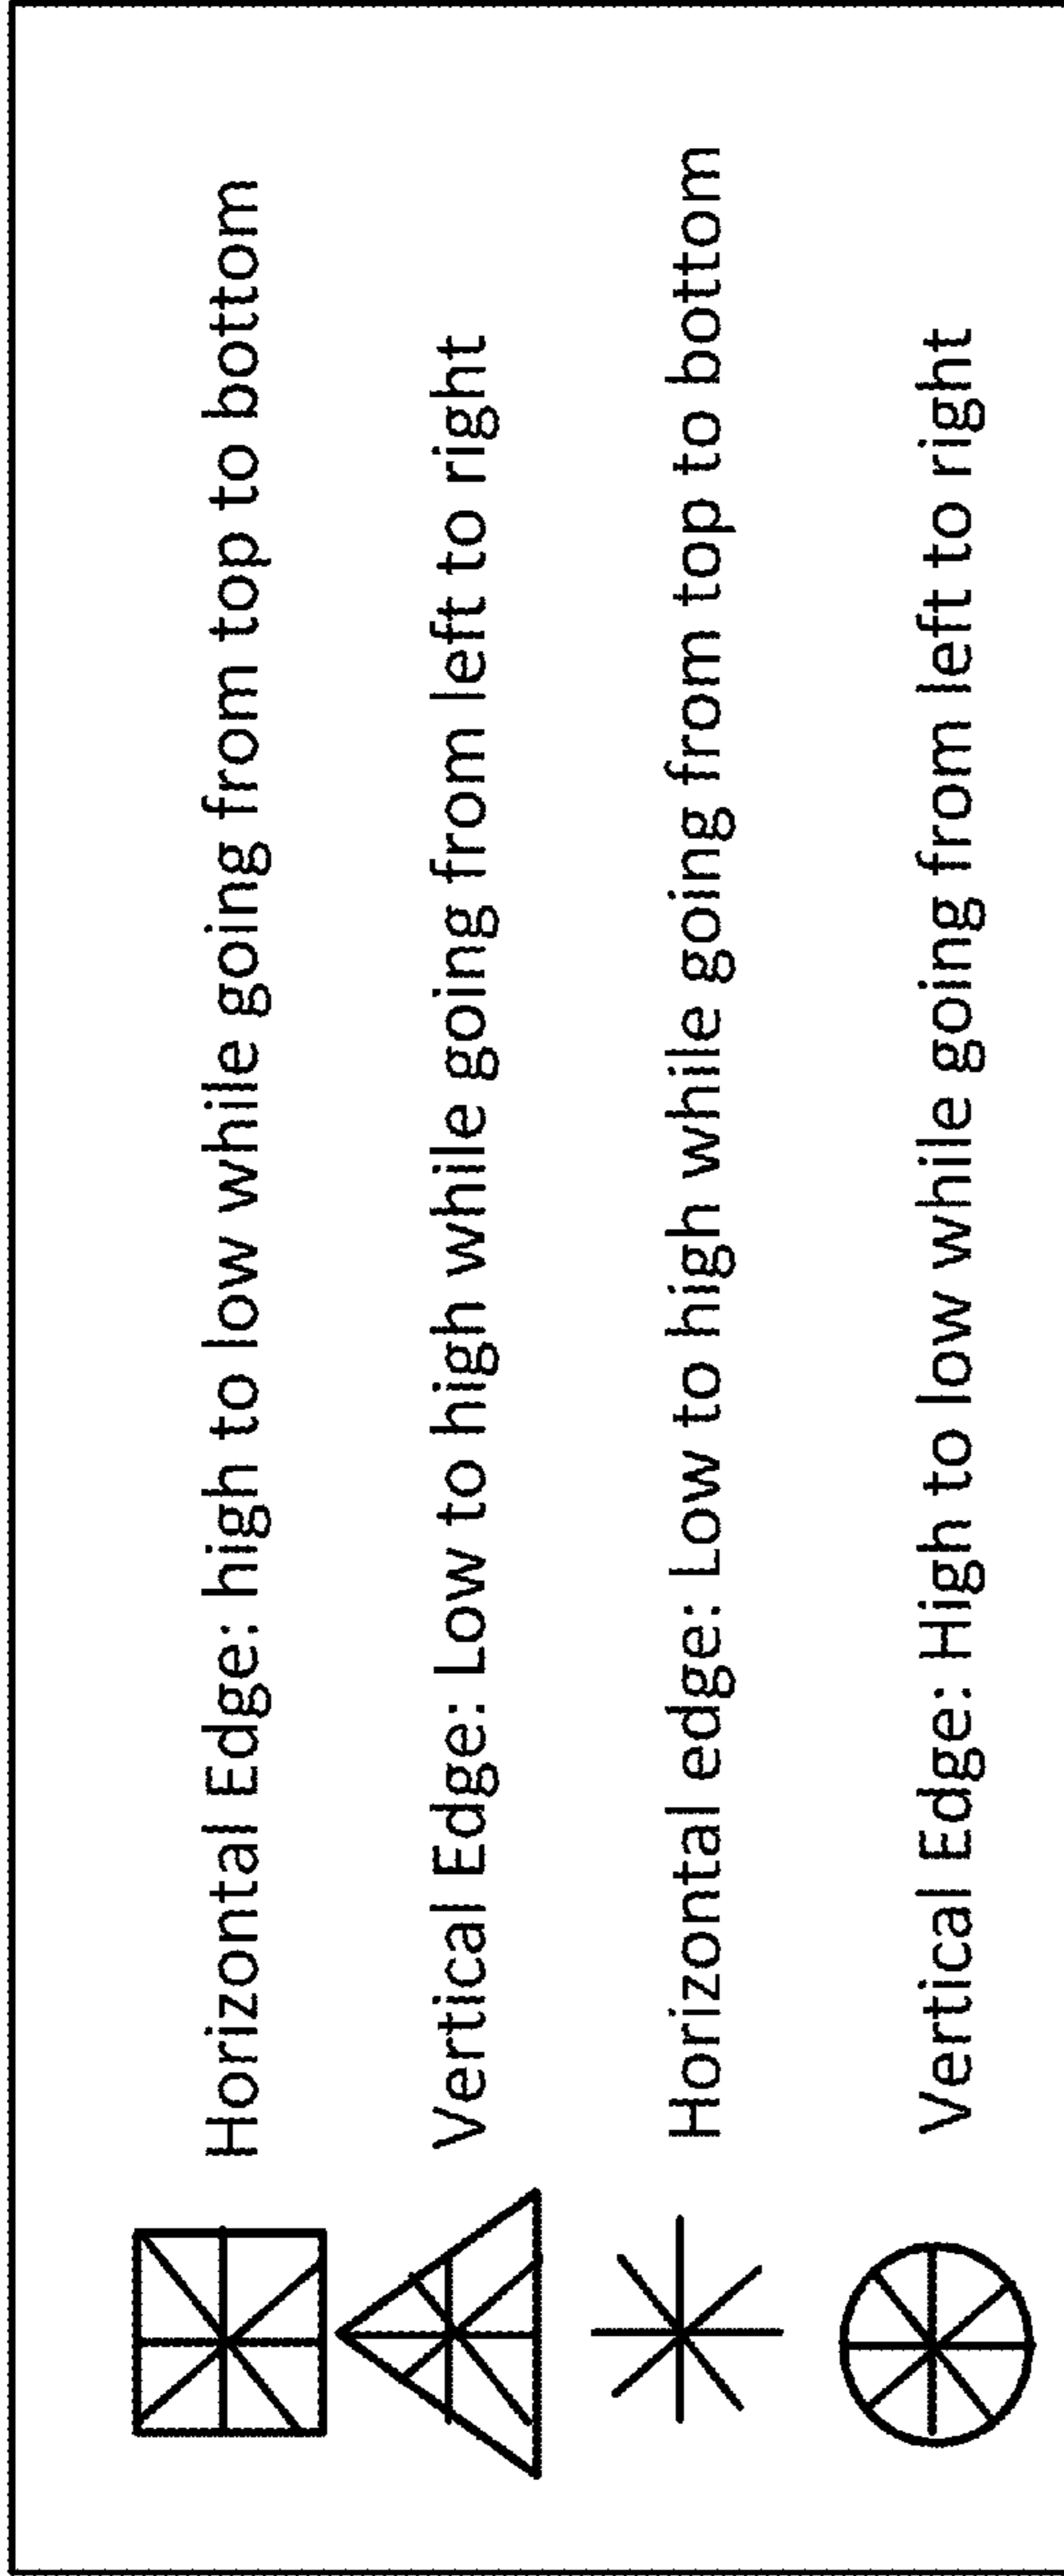 Horizontal Edge: high to low while going from top to bottom
Vertical Edge: Low to high while going from left to right
Horizontal edge: Low to high while going from top to bottom
Vertical Edge: High to low while going from left to right